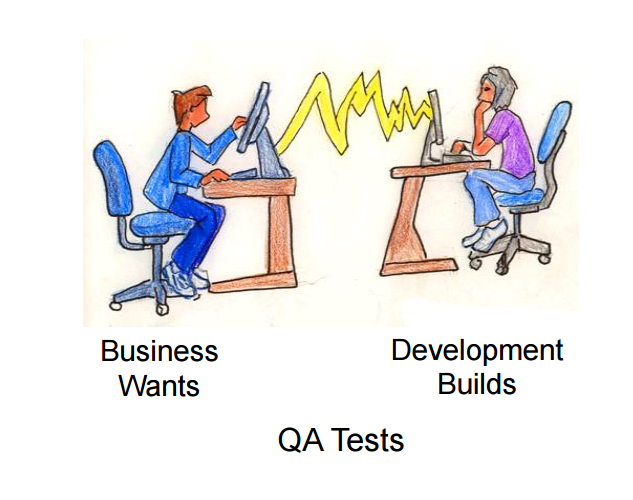 Business
Wants
Development
Builds
QA Tests